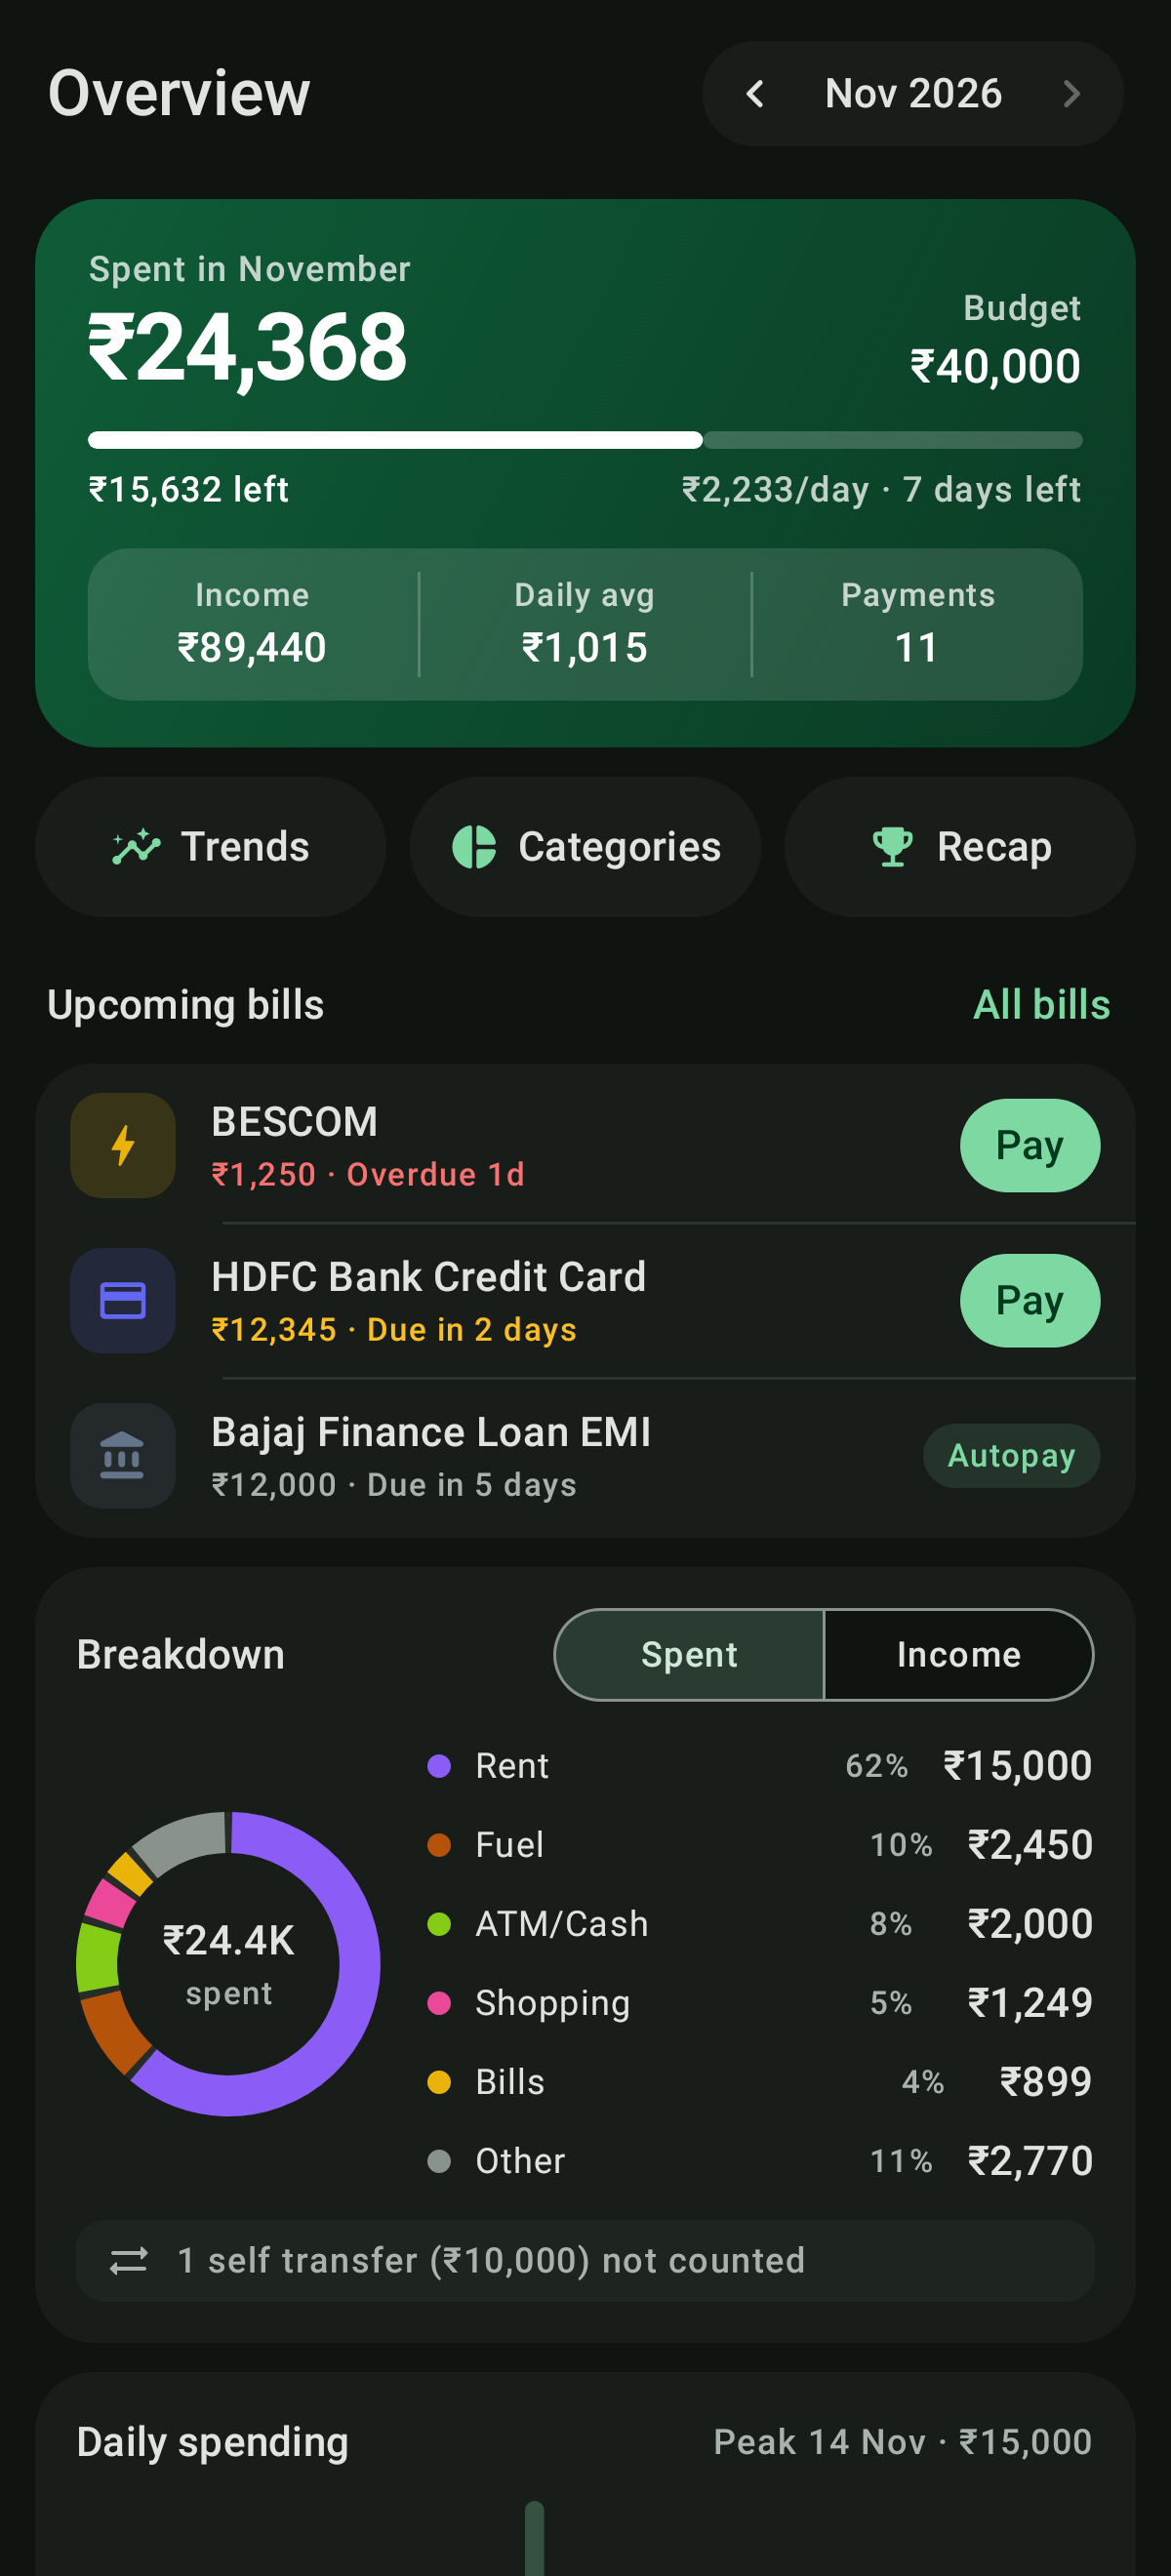 Overview
Nov 2026
Spent in November
₹24,368
Budget
₹40,000
₹15,632 left
₹2,233/day · 7 days left
Income
₹89,440
Daily avg
₹1,015
Payments
11
Trends
Categories
Recap
Upcoming bills
All bills
BESCOM
₹1,250 · Overdue 1d
Pay
HDFC Bank Credit Card
₹12,345 · Due in 2 days
Pay
Bajaj Finance Loan EMI
₹12,000 · Due in 5 days
Autopay
Breakdown
Spent
Income
₹24.4K
spent
Rent 62% ₹15,000
Fuel 10% ₹2,450
ATM/Cash 8% ₹2,000
Shopping 5% ₹1,249
Bills 4% ₹899
Other 11% ₹2,770
1 self transfer (₹10,000) not counted
Daily spending
Peak 14 Nov · ₹15,000